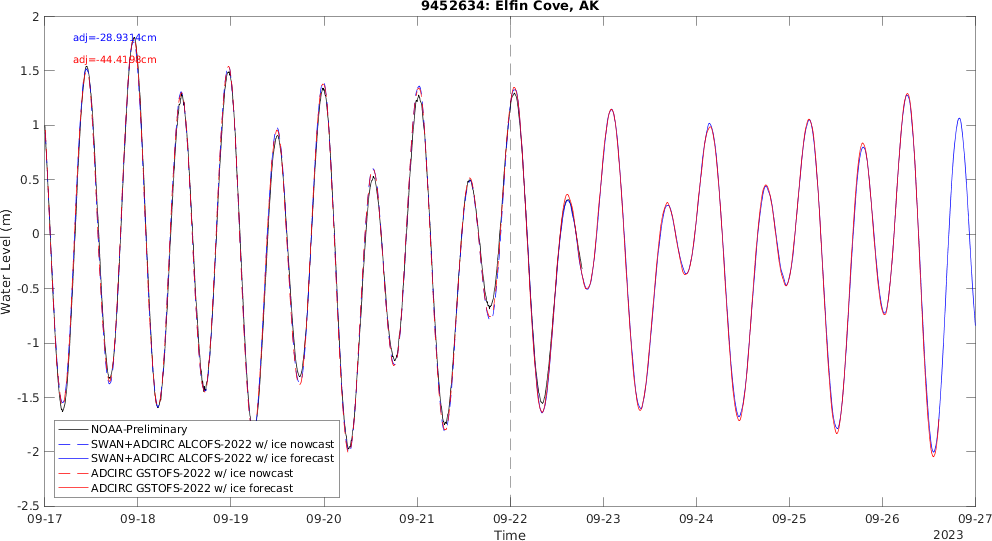 9452634: Elfin Cove, AK
adj=-28.9314cm
adj=-44.4198cm
2
1.5
1
0.5
0
-0.5
-1
-1.5
-2
-2.5
Water Level (m)
NOAA-Preliminary
SWAN+ADCIRC ALCOFS-2022 w/ ice nowcast
SWAN+ADCIRC ALCOFS-2022 w/ ice forecast
ADCIRC GSTOFS-2022 w/ ice nowcast
ADCIRC GSTOFS-2022 w/ ice forecast
09-17 09-18 09-19 09-20 09-21 09-22 09-23 09-24 09-25 09-26 09-27
Time
2023